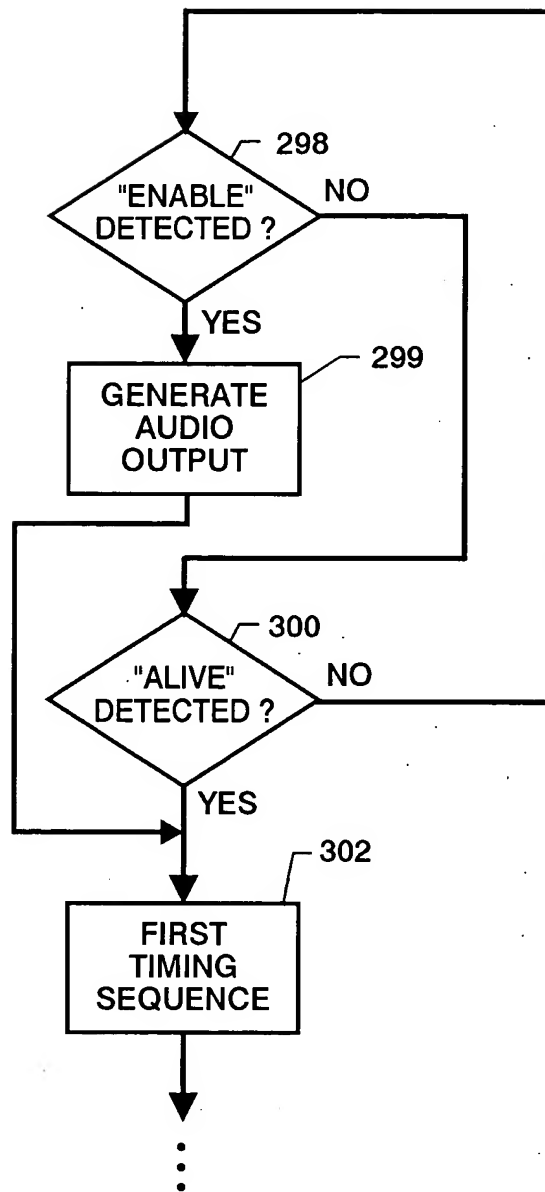 298
"ENABLE"
DETECTED ?
NO
YES
299
GENERATE
AUDIO
OUTPUT
300
"ALIVE"
DETECTED ?
NO
YES
302
FIRST
TIMING
SEQUENCE